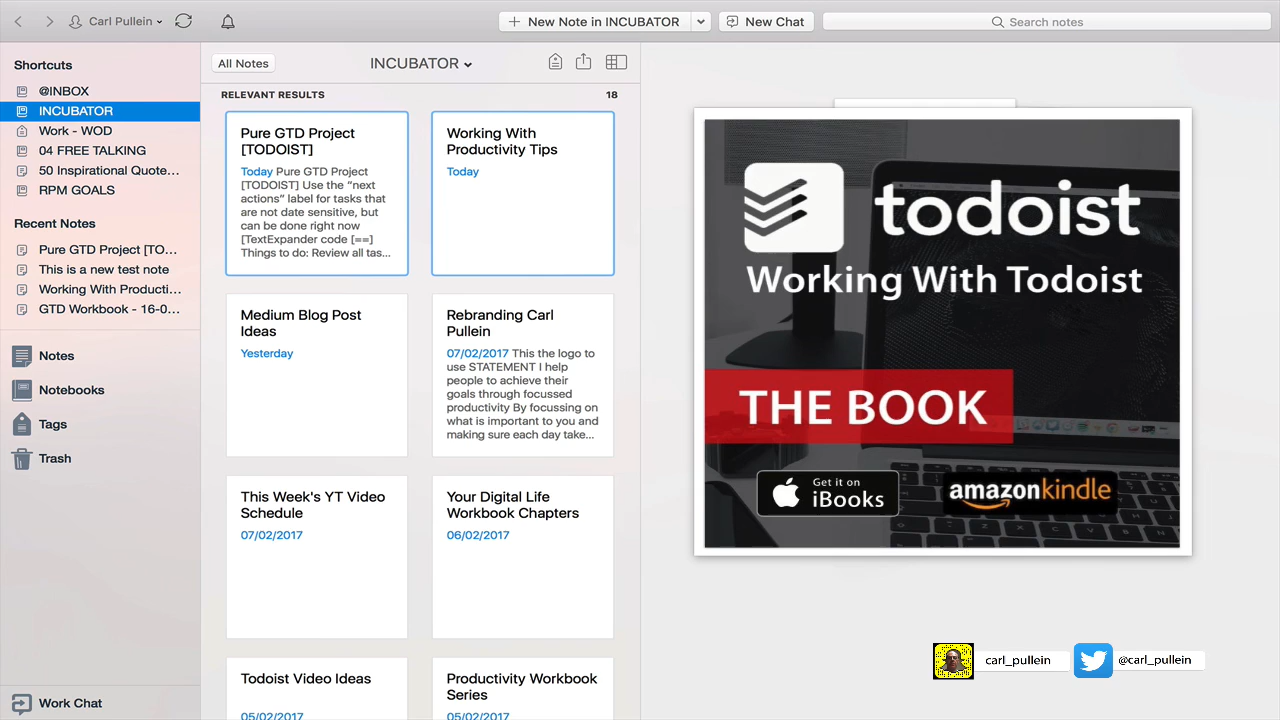 Carl Pullein
New Note in INCUBATOR
New Chat
Search notes
Shortcuts
@INBOX
INCUBATOR
Work - WOD
04 FREE TALKING
50 Inspirational Quote...
RPM GOALS
Recent Notes
Pure GTD Project [TO...
This is a new test note
Working With Producti...
GTD Workbook - 16-0...
Notes
Notebooks
Tags
Trash
Work Chat
All Notes
INCUBATOR
RELEVANT RESULTS
18
Pure GTD Project
[TODOIST]
Today Pure GTD Project
[TODOIST] Use the “next
actions” label for tasks that
are not date sensitive, but
can be done right now
[TextExpander code [==]
Things to do: Review all tas...
Working With
Productivity Tips
Today
Medium Blog Post
Ideas
Yesterday
Rebranding Carl
Pullein
07/02/2017 This the logo to
use STATEMENT I help
people to achieve their
goals through focussed
productivity By focussing on
what is important to you and
making sure each day take...
This Week's YT Video
Schedule
07/02/2017
Your Digital Life
Workbook Chapters
06/02/2017
Todoist Video Ideas
05/02/2017
Productivity Workbook
Series
05/02/2017
todoist
Working With Todoist
THE BOOK
Get it on
iBooks
amazonkindle
carl_pullein
@carl_pullein